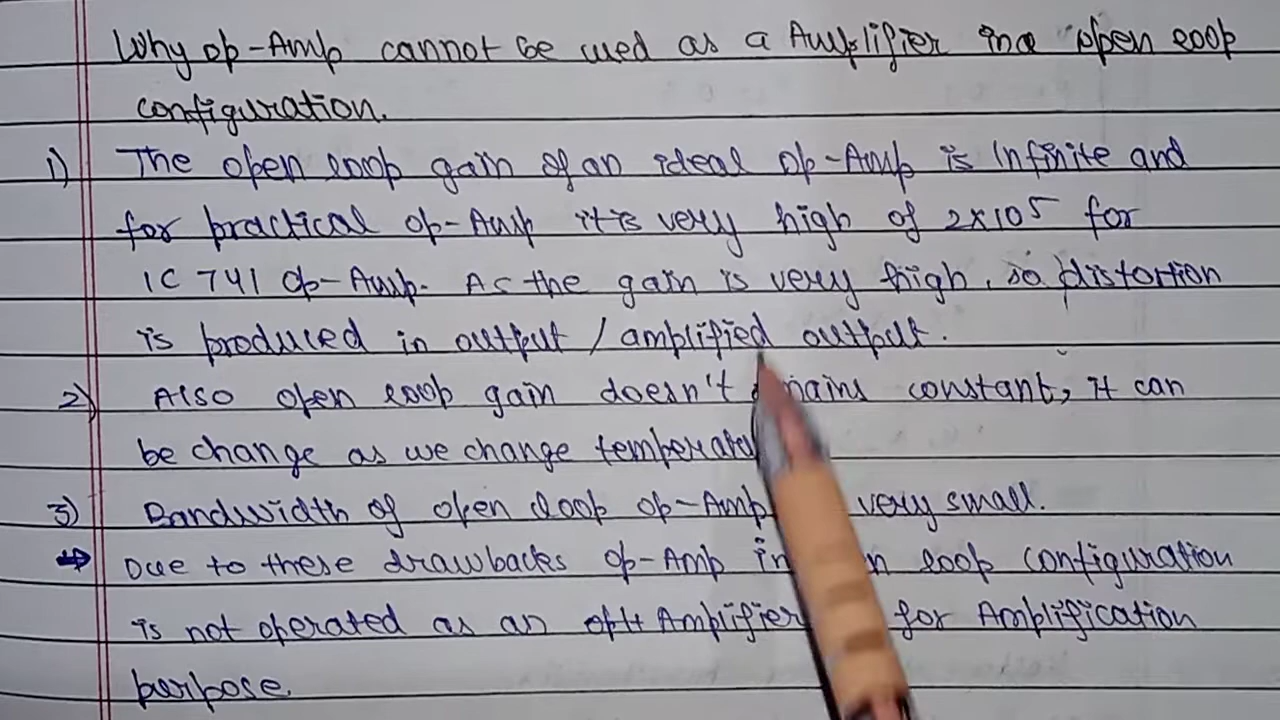 Why op-Amp cannot be used as a Amplifier in a open loop
configuration.
1) The open loop gain of an ideal op-Amp is Infinite and
for practical op-Amp it is very high of 2x10⁵ for
IC 741 op-Amp. As the gain is very high, so distortion
is produced in output / amplified output.
2) Also open loop gain doesn't constant, it can
be change as we change
3) Bandwidth of open loop op-Amp very small.
⇒ Due to these drawbacks op-Amp in loop configuration
is not operated as an Amplifier for Amplification
purpose.